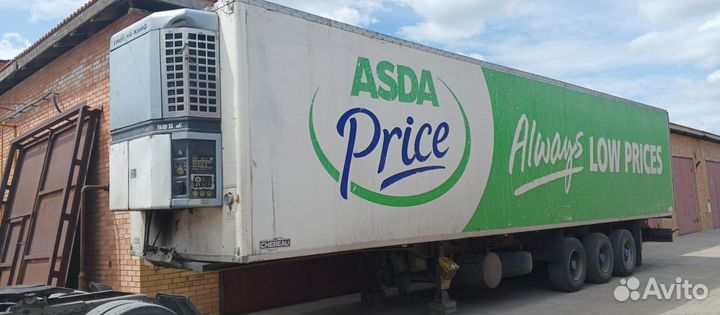 THERMO KING
ASDA
Price
Always LOW PRICES
CHEREAU
Avito